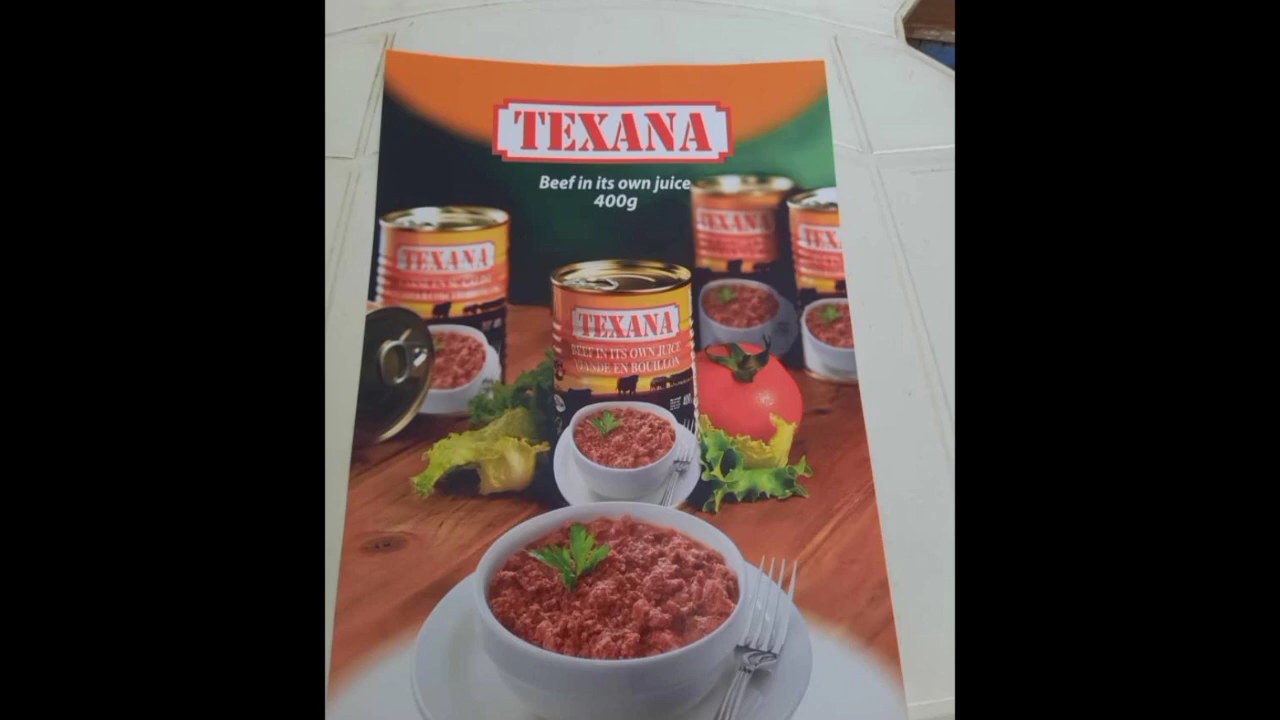 TEXANA
Beef in its own juice
400g
TEXANA
TEXANA
TEXANA
TEXANA
BEEF IN ITS OWN JUICE
VIANDE EN BOUILLON